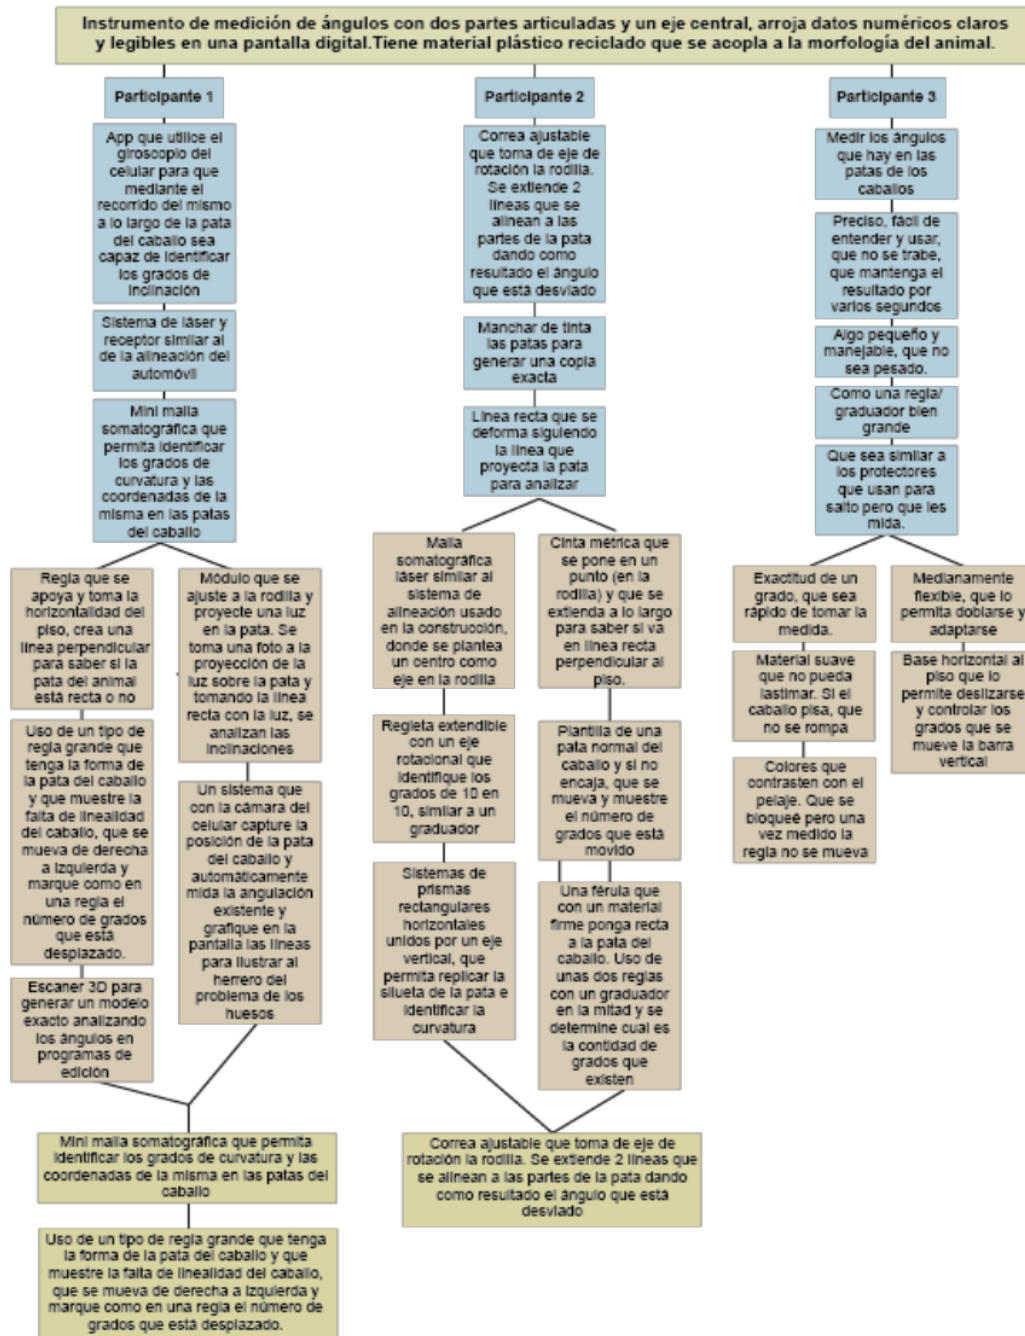 Instrumento de medición de ángulos con dos partes articuladas y un eje central, arroja datos numéricos claros
y legibles en una pantalla digital.Tiene material plástico reciclado que se acopla a la morfología del animal.
Participante 1
App que utilice el
giroscopio del
celular para que
mediante el
recorrido del mismo
a lo largo de la pata
del caballo sea
capaz de identificar
los grados de
inclinación
Sistema de láser y
receptor similar al
de la alineación del
automóvil
Mini malla
somatográfica que
permita identificar
los grados de
curvatura y las
coordenadas de la
misma en las patas
del caballo
Regla que se
apoya y toma la
horizontalidad del
piso, crea una
línea perpendicular
para saber si la
pata del animal
está recta o no
Uso de un tipo de
regla grande que
tenga la forma de
la pata del caballo
y que muestre la
falta de linealidad
del caballo, que se
mueva de derecha
a izquierda y
marque como en
una regla el
número de grados
que está
desplazado.
Escaner 3D para
generar un modelo
exacto analizando
los ángulos en
programas de
edición
Módulo que se
ajuste a la rodilla y
proyecte una luz
en la pata. Se
toma una foto a la
proyección de la
luz sobre la pata y
tomando la línea
recta con la luz, se
analizan las
inclinaciones
Un sistema que
con la cámara del
celular capture la
posición de la pata
del caballo y
automáticamente
mida la angulación
existente y
grafique en la
pantalla las líneas
para ilustrar al
herrero del
problema de los
huesos
Mini malla somatográfica que permita
identificar los grados de curvatura y las
coordenadas de la misma en las patas del
caballo
Uso de un tipo de regla grande que tenga
la forma de la pata del caballo y que
muestre la falta de linealidad del caballo,
que se mueva de derecha a izquierda y
marque como en una regla el número de
grados que está desplazado.
Participante 2
Correa ajustable
que toma de eje de
rotación la rodilla.
Se extiende 2
líneas que se
alinean a las
partes de la pata
dando como
resultado el ángulo
que está desviado
Manchar de tinta
las patas para
generar una copia
exacta
Línea recta que se
deforma siguiendo
la línea que
proyecta la pata
para analizar
Malla
somatográfica
láser similar al
sistema de
alineación usado
en la construcción,
donde se plantea
un centro como
eje en la rodilla
Regleta extendible
con un eje
rotacional que
identifique los
grados de 10 en
10, similar a un
graduador
Sistemas de
prismas
rectangulares
horizontales
unidos por un eje
vertical, que
permita replicar la
silueta de la pata e
identificar la
curvatura
Cinta métrica que
se pone en un
punto (en la
rodilla) y que se
extienda a lo largo
para saber si va
en línea recta
perpendicular al
piso.
Plantilla de una
pata normal del
caballo y si no
encaja, que se
mueva y muestre
el número de
grados que está
movido
Una férula que
con un material
firme ponga recta
a la pata del
caballo. Uso de
unas dos reglas
con un graduador
en la mitad y se
determine cual es
la contidad de
grados que
existen
Correa ajustable que toma de eje de
rotación la rodilla. Se extiende 2 líneas que
se alinean a las partes de la pata dando
como resultado el ángulo que está
desviado
Participante 3
Medir los ángulos
que hay en las
patas de los
caballos
Preciso, fácil de
entender y usar,
que no se trabe,
que mantenga el
resultado por
varios segundos
Algo pequeño y
manejable, que no
sea pesado.
Como una regla/
graduador bien
grande
Que sea similar a
los protectores
que usan para
salto pero que les
mida.
Exactitud de un
grado, que sea
rápido de tomar la
medida.
Material suave
que no pueda
lastimar. Si el
caballo pisa, que
no se rompa
Colores que
contrasten con el
pelaje. Que se
bloqueé pero una
vez medido la
regla no se mueva
Medianamente
flexible, que lo
permita doblarse y
adaptarse
Base horizontal al
piso que lo
permite deslizarse
y controlar los
grados que se
mueve la barra
vertical